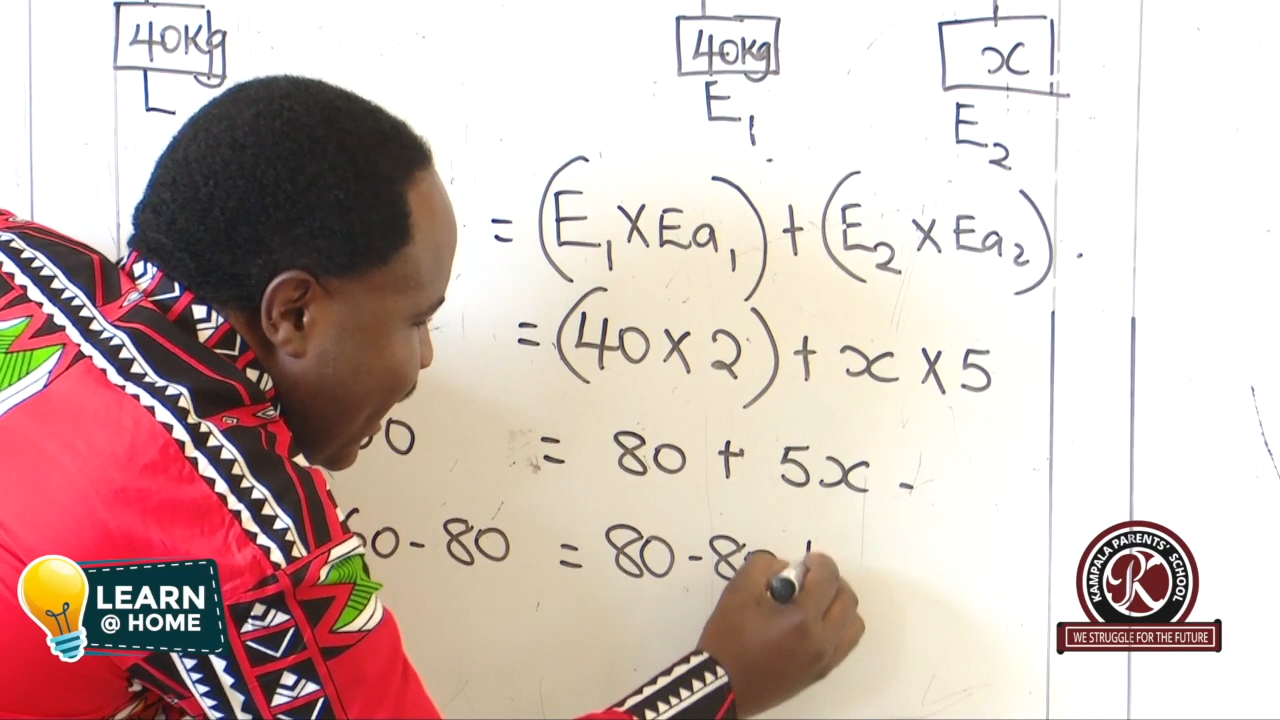 40Kg 40Kg x
L E₁ E₂
= (E₁ X Ea₁) + (E₂ X Ea₂).
= (40 X 2) + x X 5
= 80 + 5x
- 80 = 80 - 8
LEARN
@ HOME
KAMPALA PARENTS' SCHOOL
K
WE STRUGGLE FOR THE FUTURE